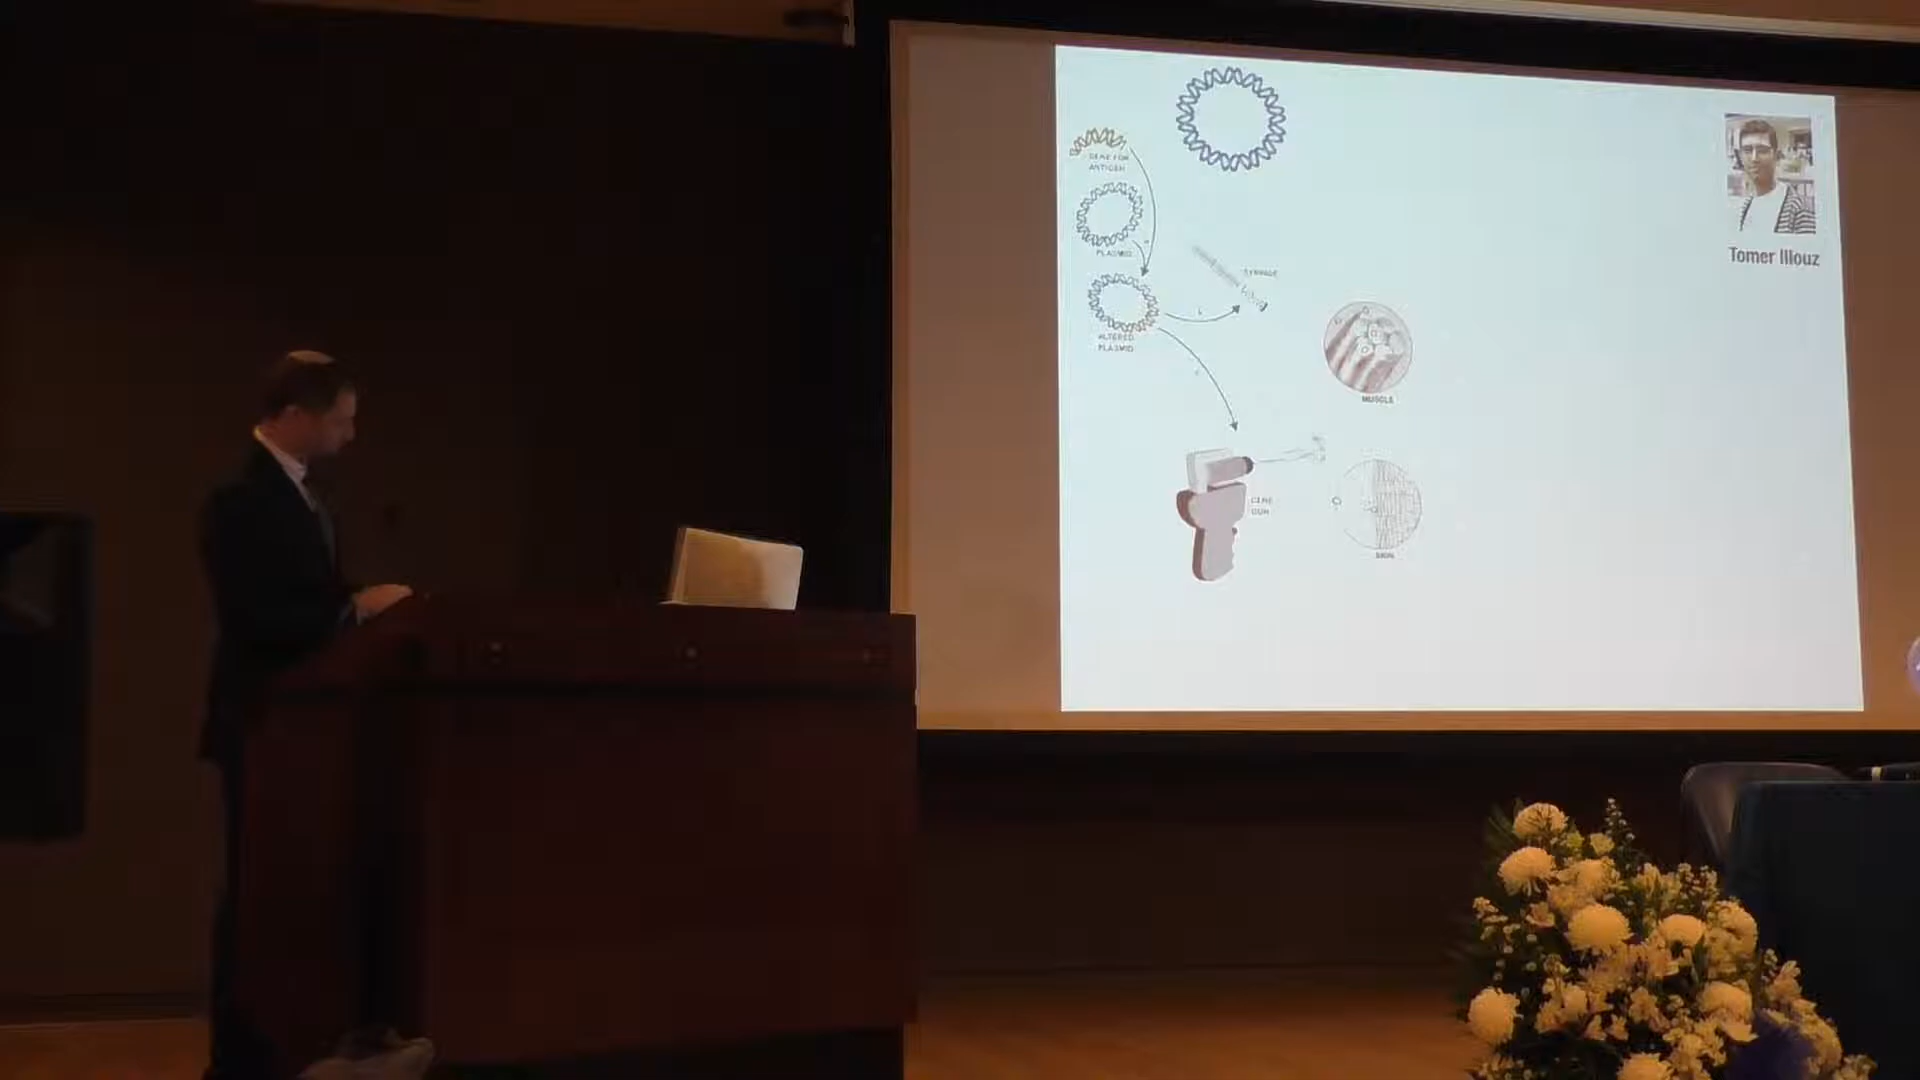 GENE FOR
ANTIGEN
PLASMID
ALTERED
PLASMID
SYRINGE
MUSCLE
GENE
GUN
SKIN
Tomer Illouz